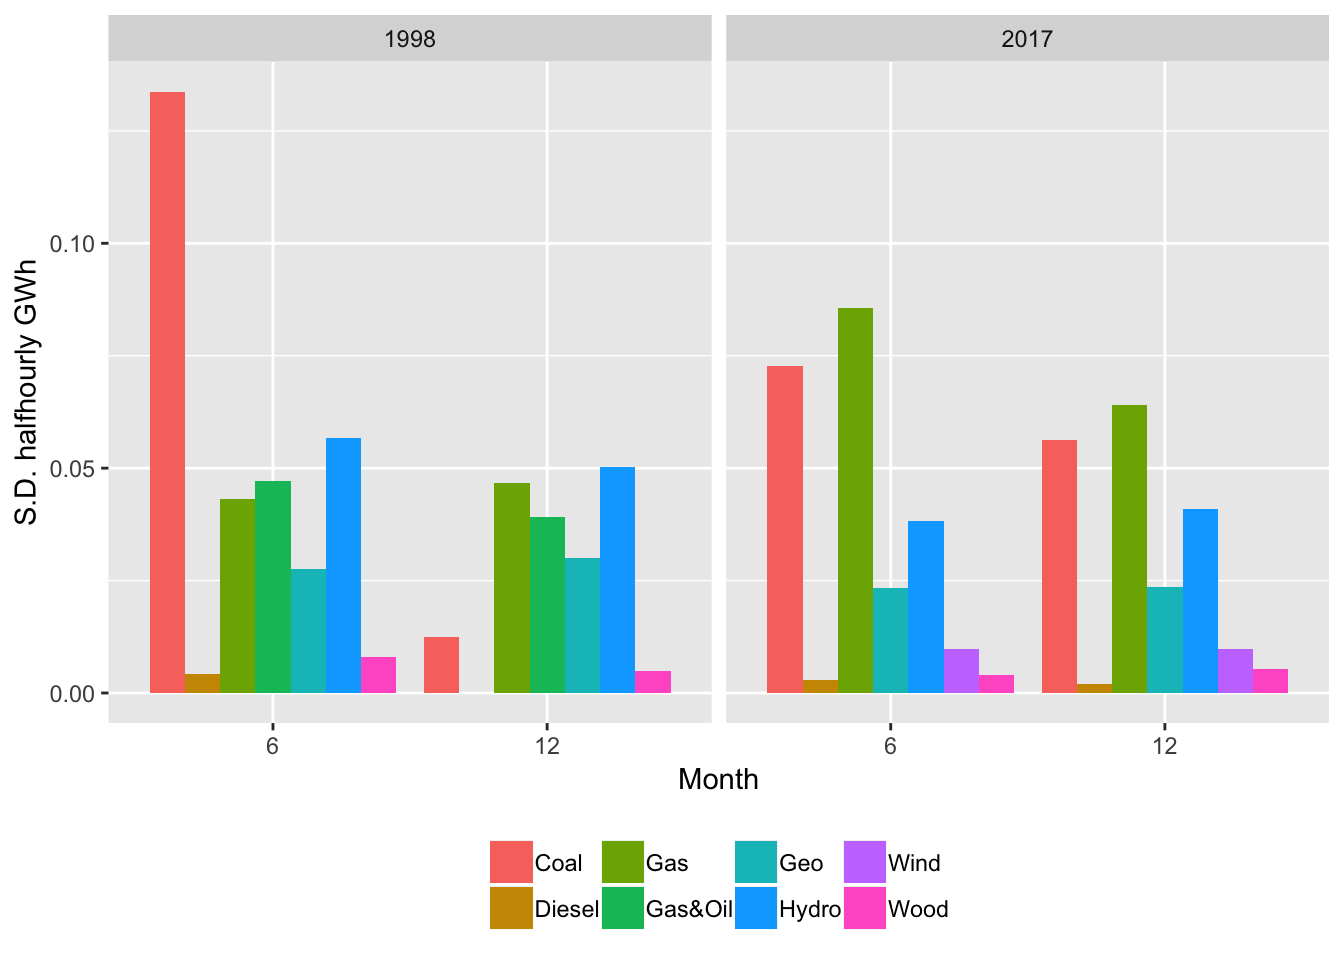 1998
2017
S.D. halfhourly GWh
0.10
0.05
0.00
6
12
6
12
Month
Coal
Gas
Geo
Wind
Diesel
Gas&Oil
Hydro
Wood